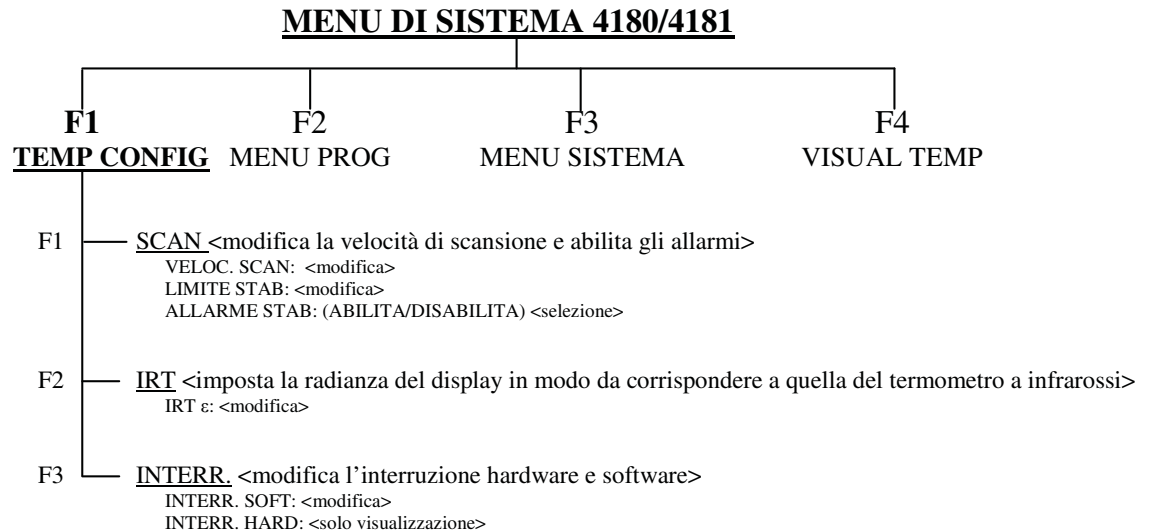 MENU DI SISTEMA 4180/4181
F1 F2 F3 F4
TEMP CONFIG MENU PROG MENU SISTEMA VISUAL TEMP
F1 SCAN <modifica la velocità di scansione e abilita gli allarmi>
VELOC. SCAN: <modifica>
LIMITE STAB: <modifica>
ALLARME STAB: (ABILITA/DISABILITA) <selezione>
F2 IRT <imposta la radianza del display in modo da corrispondere a quella del termometro a infrarossi>
IRT ε: <modifica>
F3 INTERR. <modifica l'interruzione hardware e software>
INTERR. SOFT: <modifica>
INTERR. HARD: <solo visualizzazione>